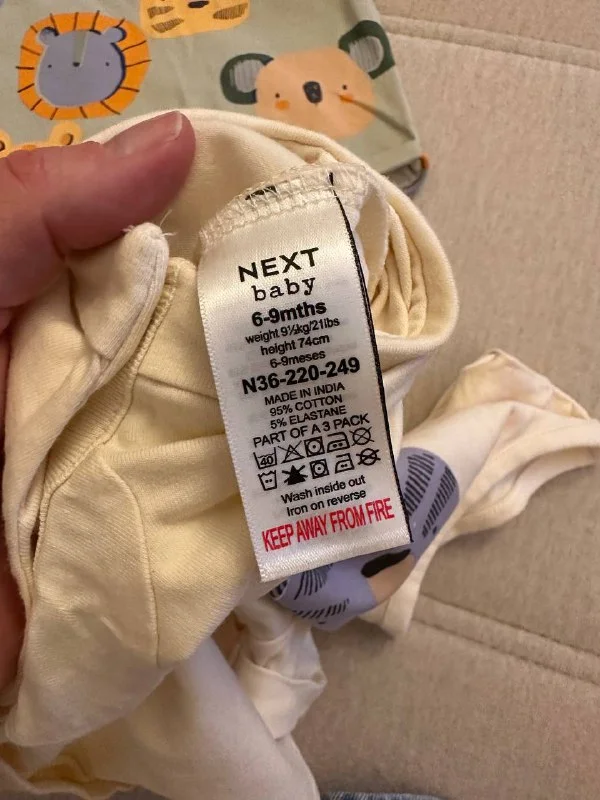 NEXT
baby
6-9mths
weight 9½kg/21lbs
height 74cm
6-9meses
N36-220-249
MADE IN INDIA
95% COTTON
5% ELASTANE
PART OF A 3 PACK
40
Wash inside out
Iron on reverse
KEEP AWAY FROM FIRE